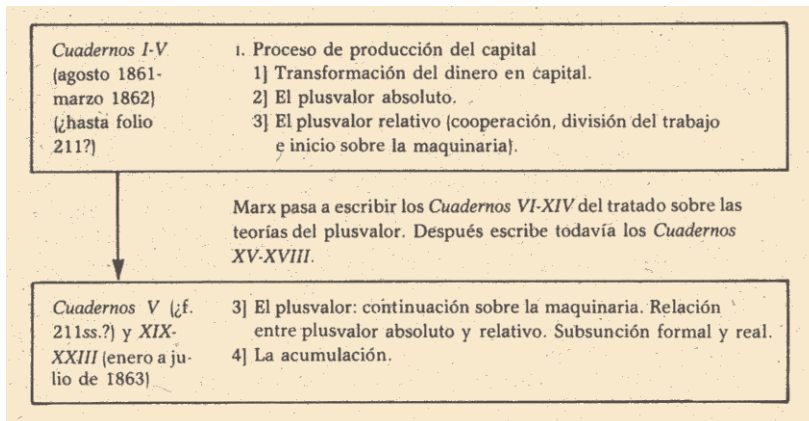 Cuadernos I-V
(agosto 1861-
marzo 1862)
(¿hasta folio
211?)
I. Proceso de producción del capital
1] Transformación del dinero en capital.
2] El plusvalor absoluto.
3] El plusvalor relativo (cooperación, división del trabajo
e inicio sobre la maquinaria).
Marx pasa a escribir los Cuadernos VI-XIV del tratado sobre las
teorías del plusvalor. Después escribe todavía los Cuadernos
XV-XVIII.
Cuadernos V (¿f.
211ss.?) y XIX-
XXIII (enero a ju-
lio de 1863)
3] El plusvalor: continuación sobre la maquinaria. Relación
entre plusvalor absoluto y relativo. Subsunción formal y real.
4] La acumulación.